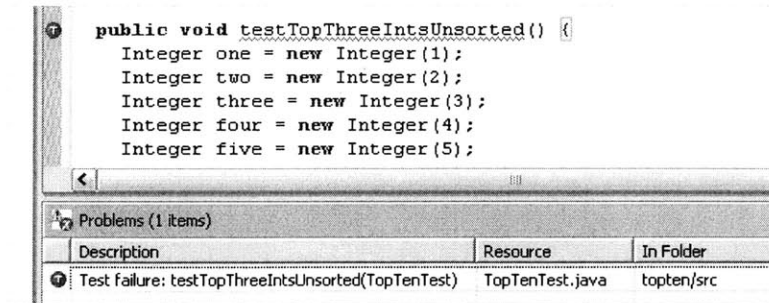 public void testTopThreeIntsUnsorted() {
Integer one = new Integer(1);
Integer two = new Integer(2);
Integer three = new Integer(3);
Integer four = new Integer(4);
Integer five = new Integer(5);
Problems (1 items)
Description Resource In Folder
Test failure: testTopThreeIntsUnsorted(TopTenTest) TopTenTest.java topten/src